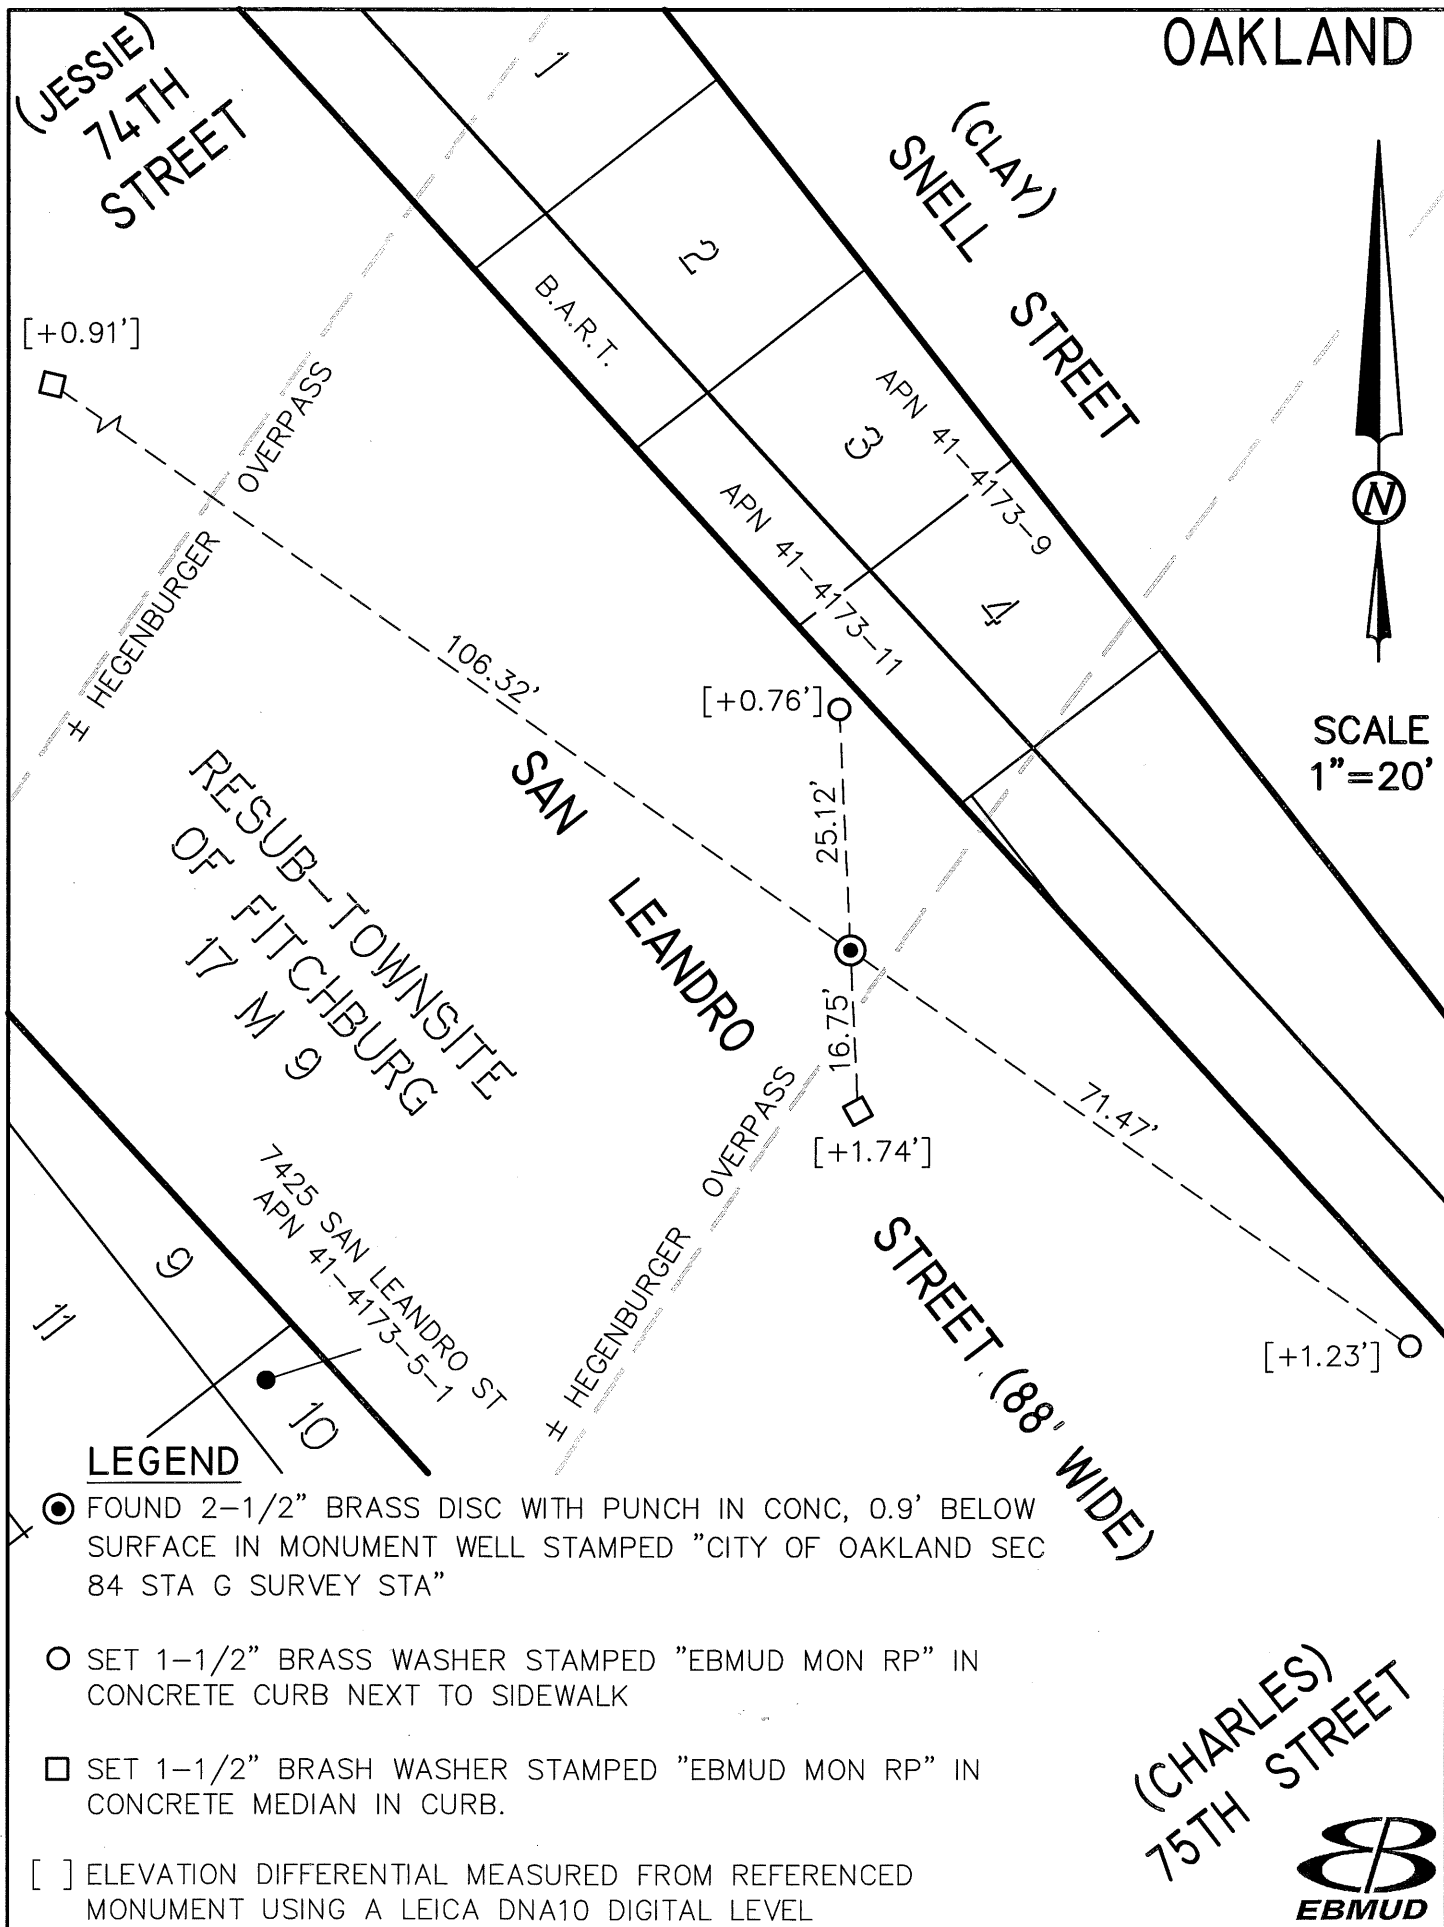 OAKLAND
(JESSIE)
74TH
STREET
1
(CLAY)
SNELL STREET
2
B.A.R.T.
[+0.91']
3
APN 41-4173-9
N
APN 41-4173-11
4
± HEGENBURGER OVERPASS
106.32'
[+0.76']
SCALE
1"=20'
25.12'
RESUB-TOWNSITE
OF FITCHBURG
17 M 9
SAN LEANDRO STREET (88' WIDE)
16.75'
[+1.74']
71.47'
± HEGENBURGER OVERPASS
[+1.23']
7425 SAN LEANDRO ST
APN 41-4173-5-1
9
11
10
LEGEND
FOUND 2-1/2" BRASS DISC WITH PUNCH IN CONC, 0.9' BELOW
SURFACE IN MONUMENT WELL STAMPED "CITY OF OAKLAND SEC
84 STA G SURVEY STA"
SET 1-1/2" BRASS WASHER STAMPED "EBMUD MON RP" IN
CONCRETE CURB NEXT TO SIDEWALK
SET 1-1/2" BRASH WASHER STAMPED "EBMUD MON RP" IN
CONCRETE MEDIAN IN CURB.
[ ] ELEVATION DIFFERENTIAL MEASURED FROM REFERENCED
MONUMENT USING A LEICA DNA10 DIGITAL LEVEL
(CHARLES)
75TH STREET
EBMUD